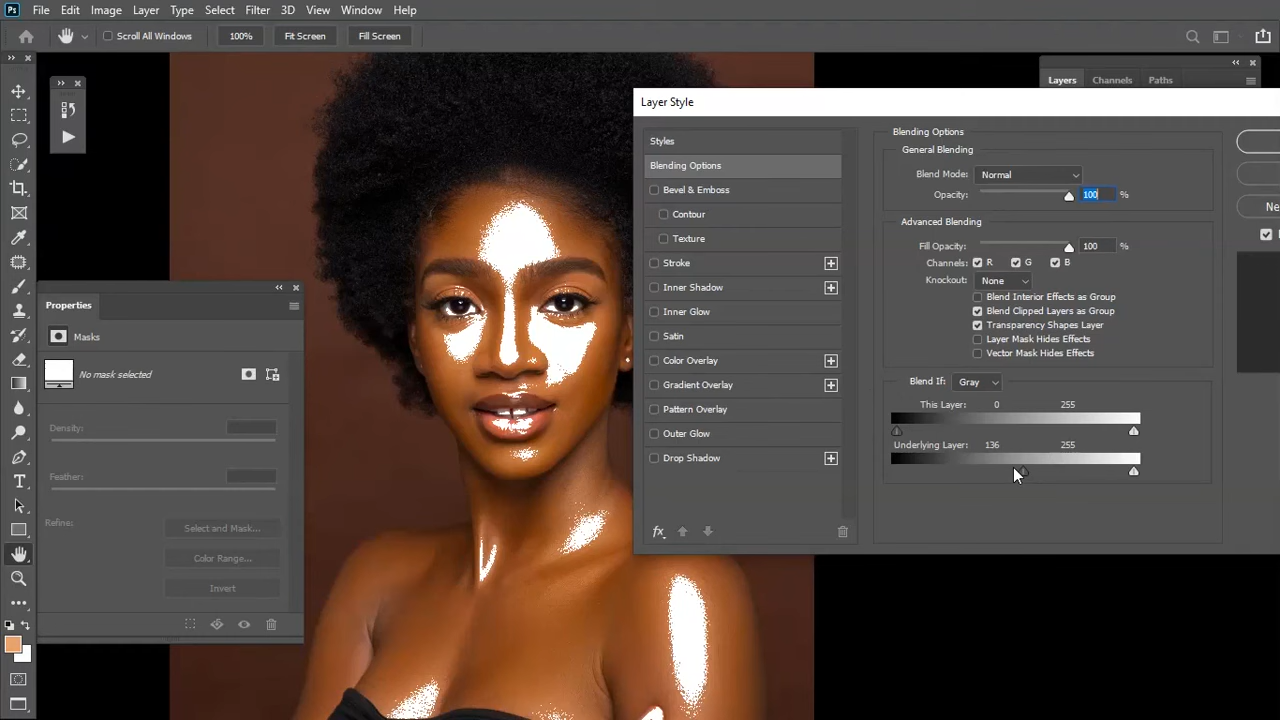 Ps File Edit Image Layer Type Select Filter 3D View Window Help
Scroll All Windows 100% Fit Screen Fill Screen
Layers Channels Paths
Layer Style
Styles
Blending Options
Bevel & Emboss
Contour
Texture
Stroke
Inner Shadow
Inner Glow
Satin
Color Overlay
Gradient Overlay
Pattern Overlay
Outer Glow
Drop Shadow
fx
Blending Options
General Blending
Blend Mode: Normal
Opacity: 100 %
Advanced Blending
Fill Opacity: 100 %
Channels: R G B
Knockout: None
Blend Interior Effects as Group
Blend Clipped Layers as Group
Transparency Shapes Layer
Layer Mask Hides Effects
Vector Mask Hides Effects
Blend If: Gray
This Layer: 0 255
Underlying Layer: 136 255
Ne
Properties
Masks
No mask selected
Density:
Feather:
Refine:
Select and Mask...
Color Range...
Invert
T